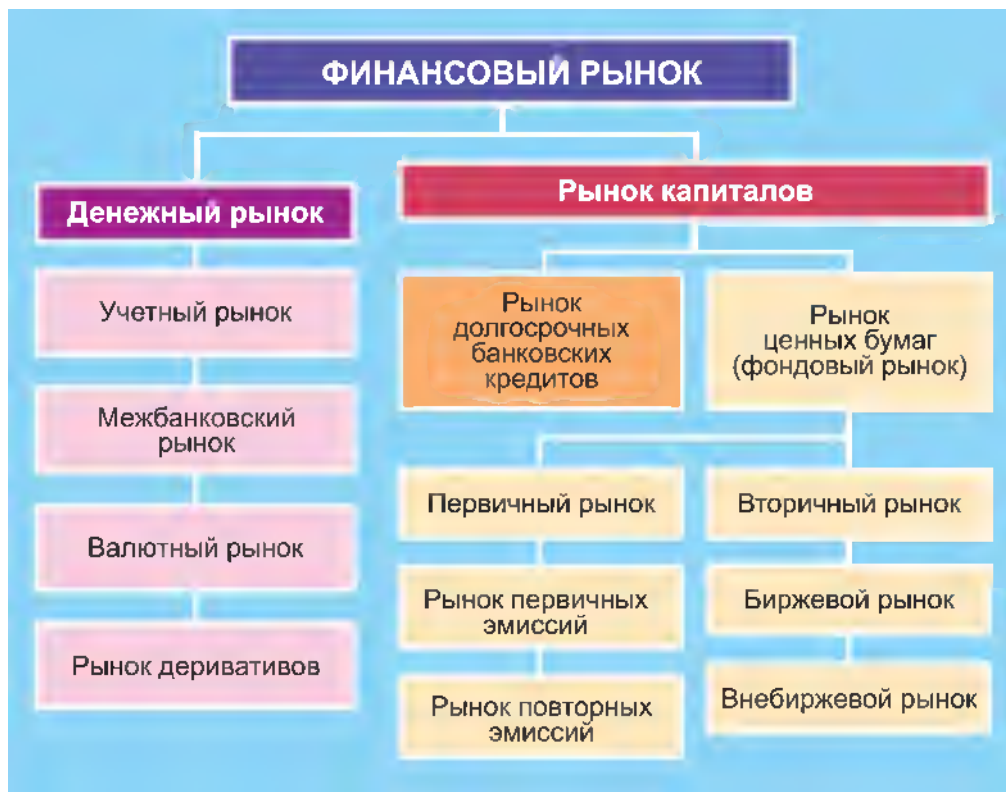 ФИНАНСОВЫЙ РЫНОК
Денежный рынок
Учетный рынок
Межбанковский
рынок
Валютный рынок
Рынок деривативов
Рынок капиталов
Рынок
долгосрочных
банковских
кредитов
Рынок
ценных бумаг
(фондовый рынок)
Первичный рынок
Рынок первичных
эмиссий
Рынок повторных
эмиссий
Вторичный рынок
Биржевой рынок
Внебиржевой рынок